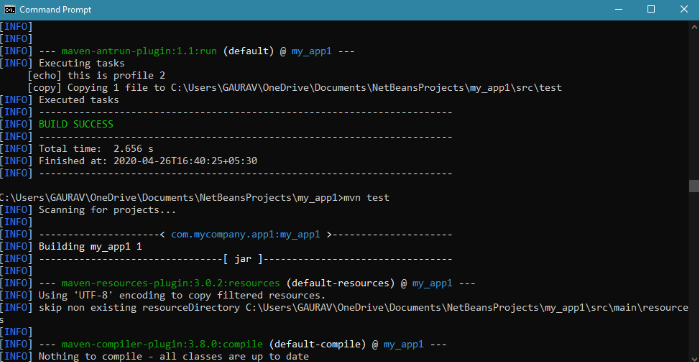 Command Prompt
[INFO]
[INFO]
[INFO] --- maven-antrun-plugin:1.1:run (default) @ my_app1 ---
[INFO] Executing tasks
[echo] this is profile 2
[copy] Copying 1 file to C:\Users\GAURAV\OneDrive\Documents\NetBeansProjects\my_app1\src\test
[INFO] Executed tasks
[INFO] ------------------------------------------------------------------------
[INFO] BUILD SUCCESS
[INFO] ------------------------------------------------------------------------
[INFO] Total time:  2.656 s
[INFO] Finished at: 2020-04-26T16:40:25+05:30
[INFO] ------------------------------------------------------------------------
C:\Users\GAURAV\OneDrive\Documents\NetBeansProjects\my_app1>mvn test
[INFO] Scanning for projects...
[INFO]
[INFO] ---------------------< com.mycompany.app1:my_app1 >---------------------
[INFO] Building my_app1 1
[INFO] --------------------------------[ jar ]---------------------------------
[INFO]
[INFO] --- maven-resources-plugin:3.0.2:resources (default-resources) @ my_app1 ---
[INFO] Using 'UTF-8' encoding to copy filtered resources.
[INFO] skip non existing resourceDirectory C:\Users\GAURAV\OneDrive\Documents\NetBeansProjects\my_app1\src\main\resource
s
[INFO]
[INFO] --- maven-compiler-plugin:3.8.0:compile (default-compile) @ my_app1 ---
[INFO] Nothing to compile - all classes are up to date